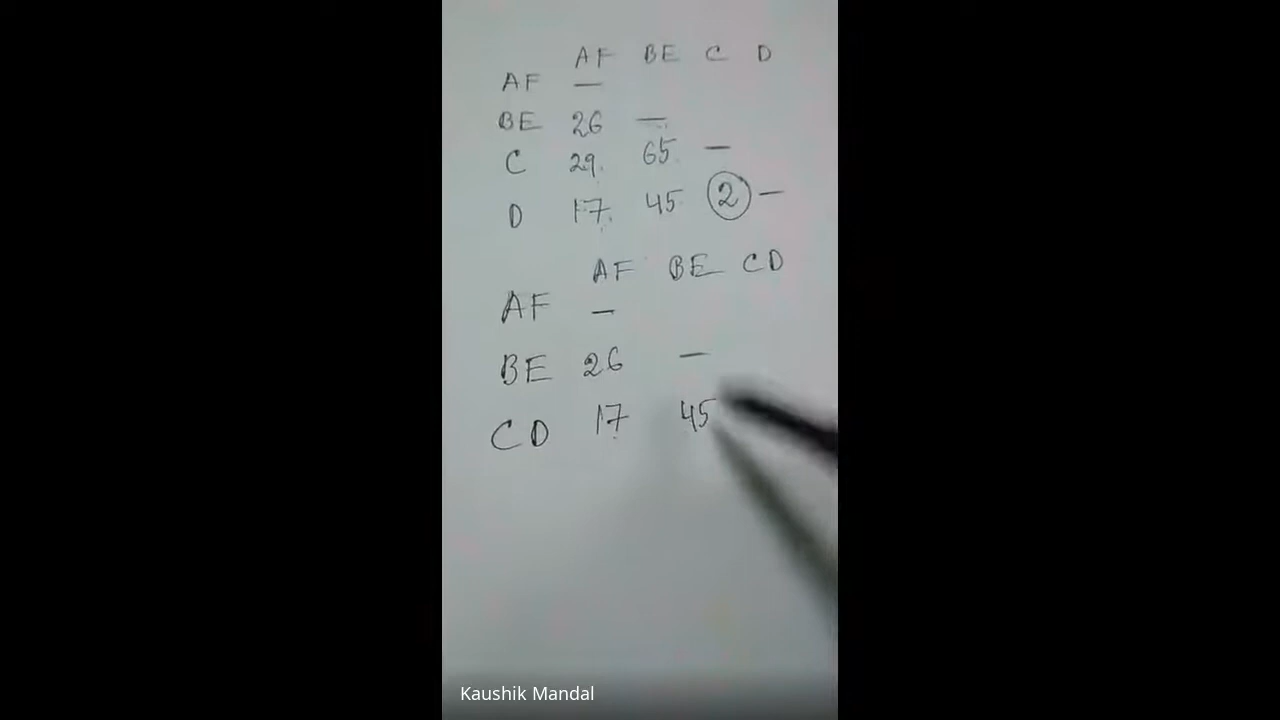 AF BE C D
AF —
BE 26 —
C 29 65 —
D 17 45 2 —
AF BE CD
AF —
BE 26 —
CD 17 45
Kaushik Mandal